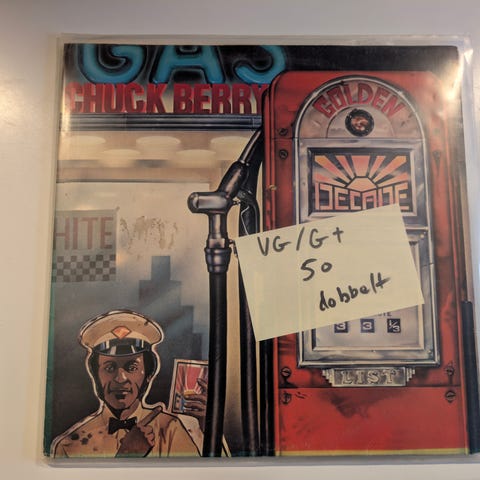 GAS
CHUCK BERRY
GOLDEN
DECADE
HITE
VG/G+
50
dobbelt
3 3 1/3
LIST